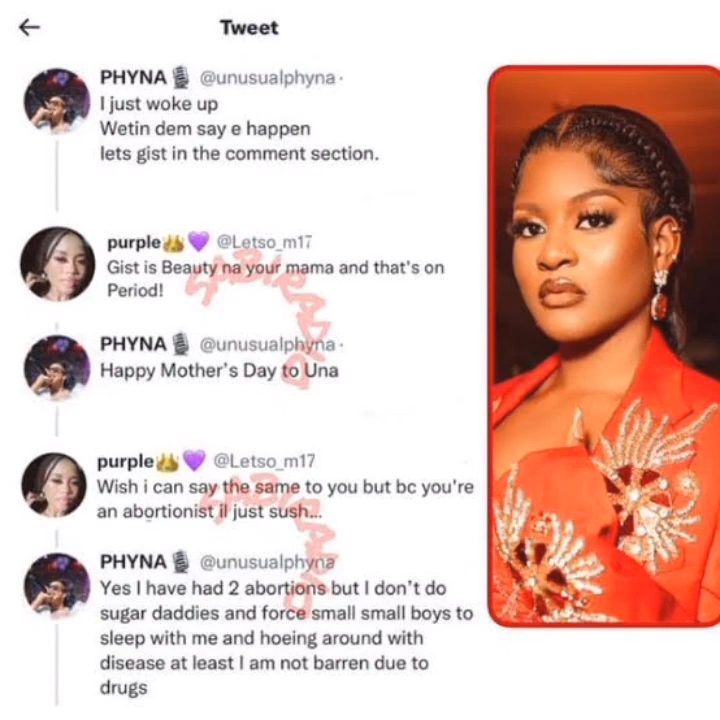 Tweet
PHYNA🎙️ @unusualphyna·
I just woke up
Wetin dem say e happen
lets gist in the comment section.
purple👑💜 @Letso_m17
Gist is Beauty na your mama and that's on
Period!
PHYNA🎙️ @unusualphyna·
Happy Mother's Day to Una
purple👑💜 @Letso_m17
Wish i can say the same to you but bc you're
an abortionist il just sush...
PHYNA🎙️ @unusualphyna
Yes I have had 2 abortions but I don't do
sugar daddies and force small small boys to
sleep with me and hoeing around with
disease at least I am not barren due to
drugs
SABIRADIO
SABIRADIO